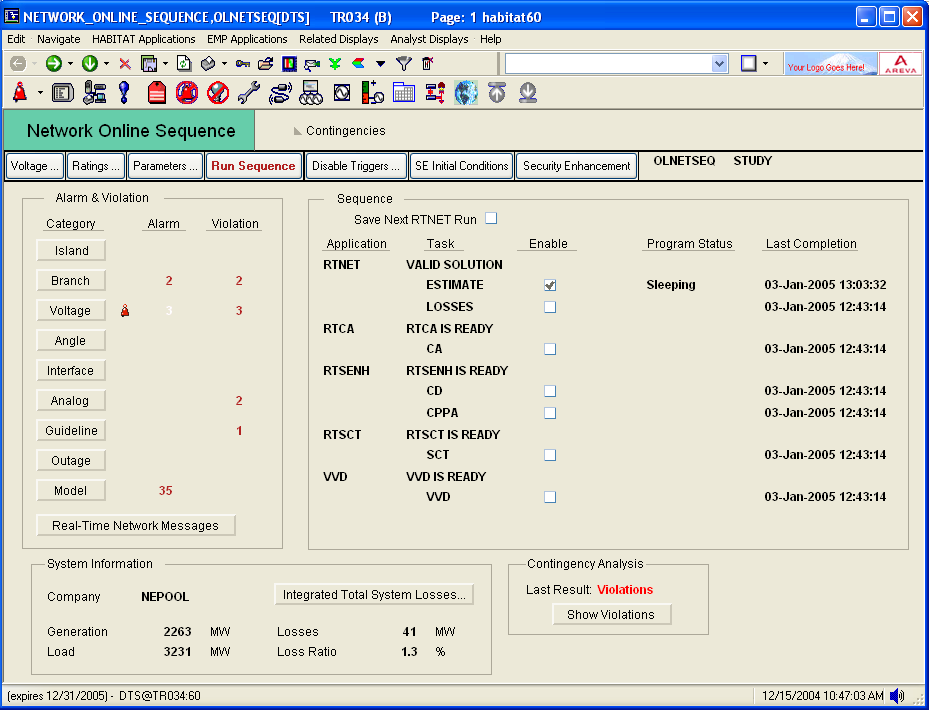 NETWORK_ONLINE_SEQUENCE,OLNETSEQ[DTS] TR034 (B) Page: 1 habitat60
Edit Navigate HABITAT Applications EMP Applications Related Displays Analyst Displays Help
Your Logo Goes Here! AREVA
Network Online Sequence Contingencies
Voltage ... Ratings ... Parameters ... Run Sequence Disable Triggers ... SE Initial Conditions Security Enhancement OLNETSEQ STUDY
Alarm & Violation
Category Alarm Violation
Island
Branch 2 2
Voltage 3 3
Angle
Interface
Analog 2
Guideline 1
Outage
Model 35
Real-Time Network Messages
Sequence
Save Next RTNET Run
Application Task Enable Program Status Last Completion
RTNET VALID SOLUTION
ESTIMATE Sleeping 03-Jan-2005 13:03:32
LOSSES 03-Jan-2005 12:43:14
RTCA RTCA IS READY
CA 03-Jan-2005 12:43:14
RTSENH RTSENH IS READY
CD 03-Jan-2005 12:43:14
CPPA 03-Jan-2005 12:43:14
RTSCT RTSCT IS READY
SCT 03-Jan-2005 12:43:14
VVD VVD IS READY
VVD 03-Jan-2005 12:43:14
System Information
Company NEPOOL Integrated Total System Losses...
Generation 2263 MW Losses 41 MW
Load 3231 MW Loss Ratio 1.3 %
Contingency Analysis
Last Result: Violations
Show Violations
(expires 12/31/2005) - DTS@TR034:60 12/15/2004 10:47:03 AM